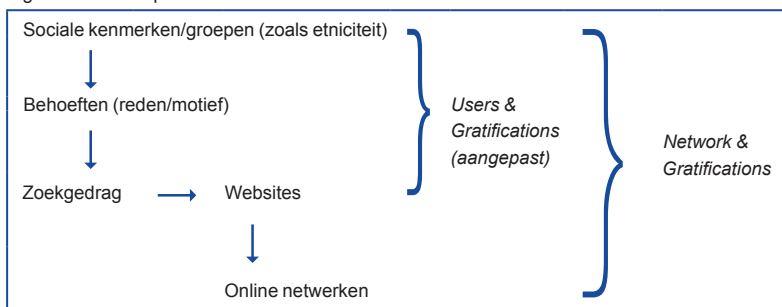 Sociale kenmerken/groepen (zoals etniciteit)
Behoeften (reden/motief)
Zoekgedrag
Websites
Online netwerken
Users &
Gratifications
(aangepast)
Network &
Gratifications